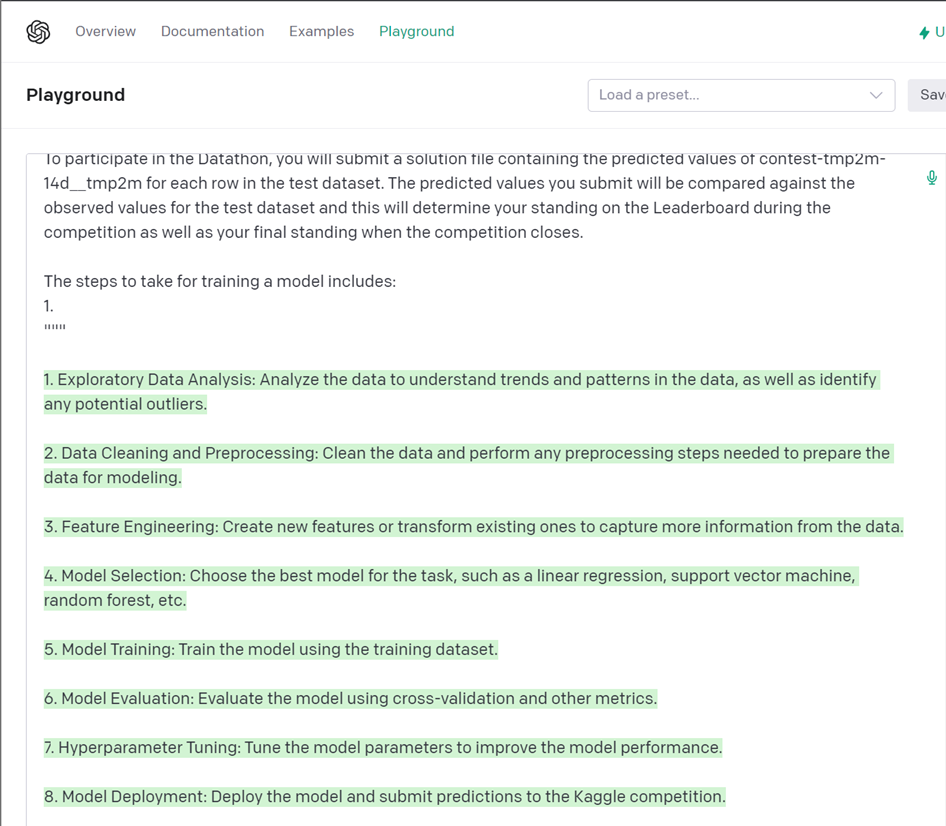 Overview Documentation Examples Playground U
Playground
Load a preset...
Sav
To participate in the Datathon, you will submit a solution file containing the predicted values of contest-tmp2m-
14d__tmp2m for each row in the test dataset. The predicted values you submit will be compared against the
observed values for the test dataset and this will determine your standing on the Leaderboard during the
competition as well as your final standing when the competition closes.
The steps to take for training a model includes:
1.
"""
1. Exploratory Data Analysis: Analyze the data to understand trends and patterns in the data, as well as identify
any potential outliers.
2. Data Cleaning and Preprocessing: Clean the data and perform any preprocessing steps needed to prepare the
data for modeling.
3. Feature Engineering: Create new features or transform existing ones to capture more information from the data.
4. Model Selection: Choose the best model for the task, such as a linear regression, support vector machine,
random forest, etc.
5. Model Training: Train the model using the training dataset.
6. Model Evaluation: Evaluate the model using cross-validation and other metrics.
7. Hyperparameter Tuning: Tune the model parameters to improve the model performance.
8. Model Deployment: Deploy the model and submit predictions to the Kaggle competition.